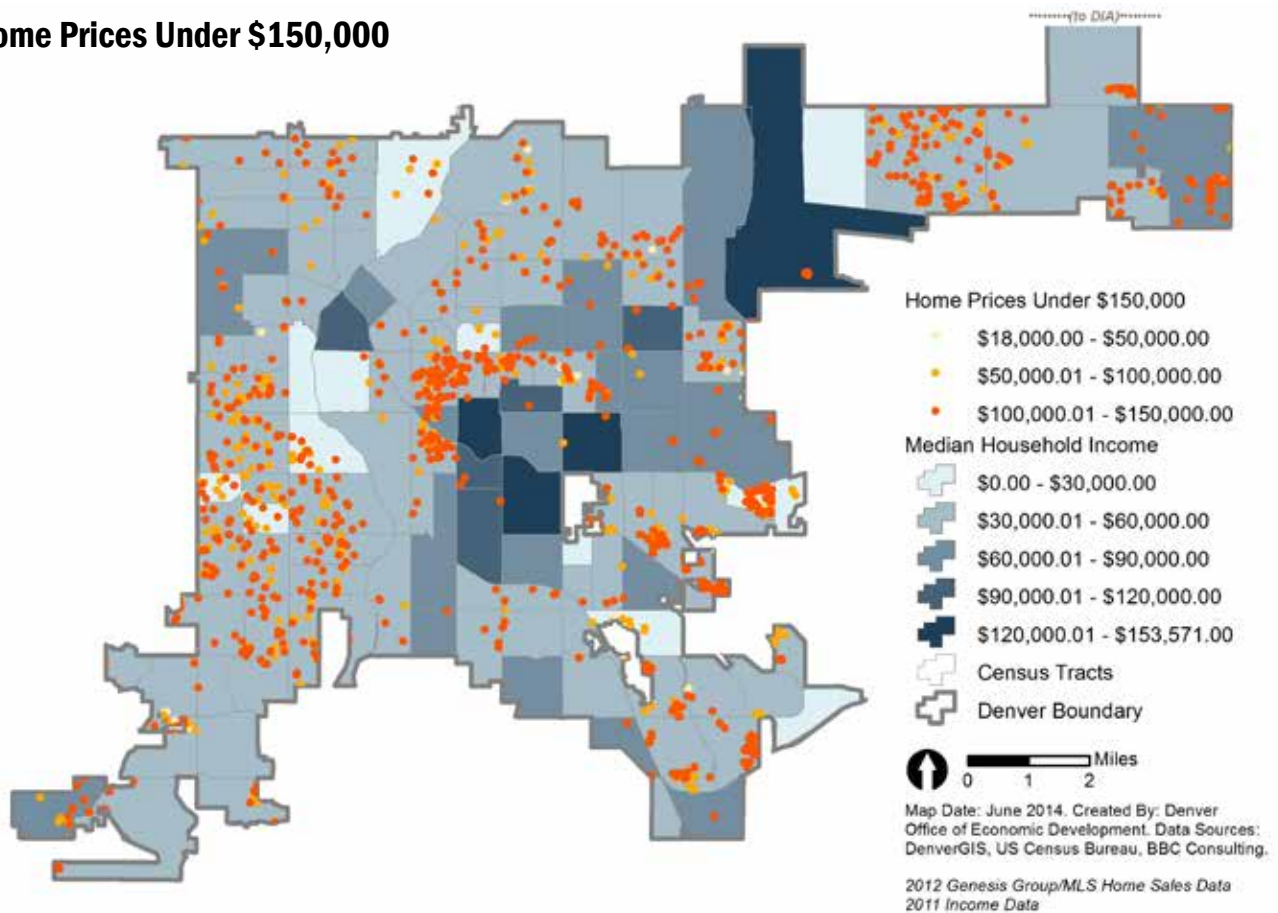 ome Prices Under $150,000
(to DIA)
Home Prices Under $150,000
$18,000.00 - $50,000.00
$50,000.01 - $100,000.00
$100,000.01 - $150,000.00
Median Household Income
$0.00 - $30,000.00
$30,000.01 - $60,000.00
$60,000.01 - $90,000.00
$90,000.01 - $120,000.00
$120,000.01 - $153,571.00
Census Tracts
Denver Boundary
Miles
0 1 2
Map Date: June 2014. Created By: Denver
Office of Economic Development. Data Sources:
DenverGIS, US Census Bureau, BBC Consulting.
2012 Genesis Group/MLS Home Sales Data
2011 Income Data